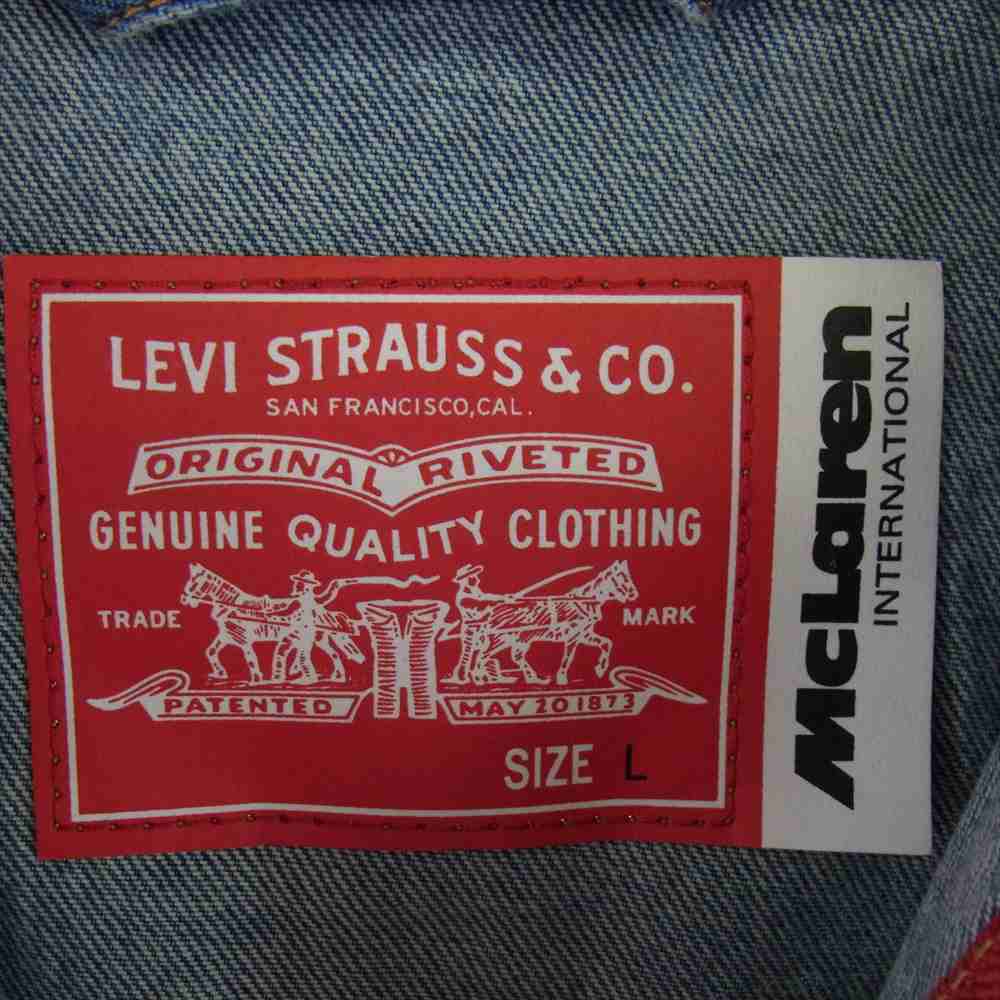 LEVI STRAUSS & CO.
SAN FRANCISCO, CAL.
ORIGINAL RIVETED
GENUINE QUALITY CLOTHING
TRADE MARK
PATENTED MAY 20 1873
SIZE L
McLaren
INTERNATIONAL